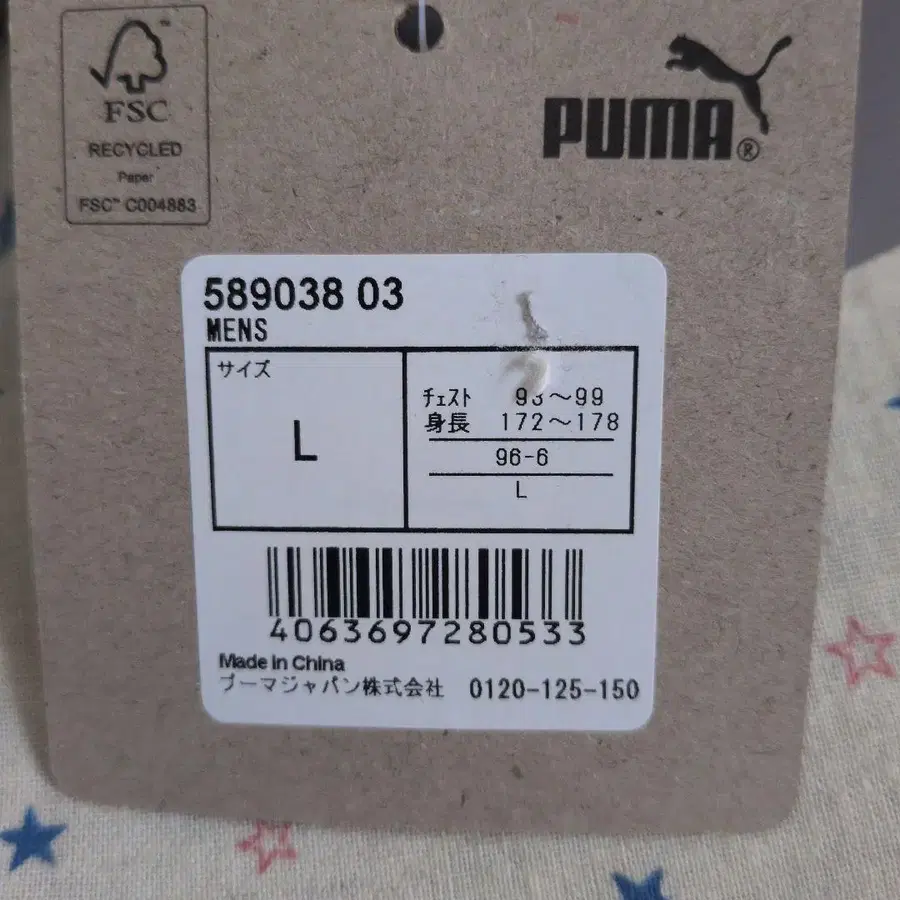 FSC™
RECYCLED
Paper
FSC™ C004883
PUMA®
589038 03
MENS
サイズ
L
チェスト 93～99
身長 172～178
96-6
L
4063697280533
Made in China
プーマジャパン株式会社 0120-125-150